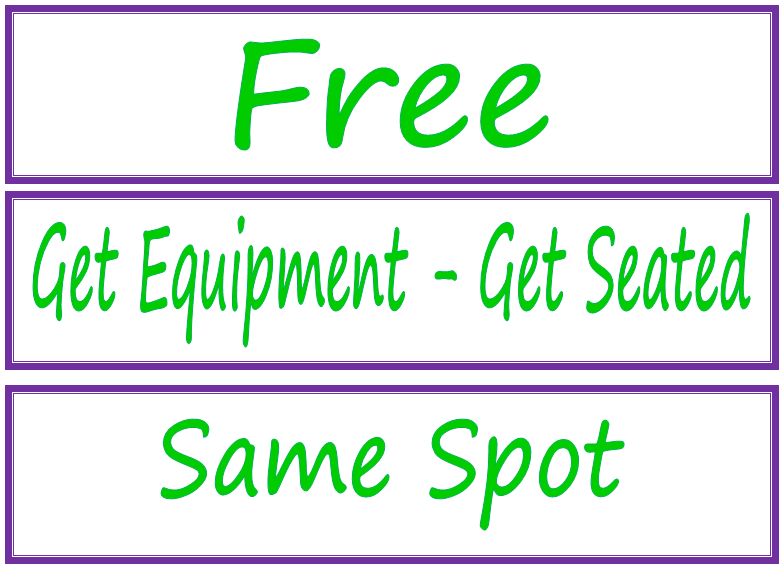 Free
Get Equipment - Get Seated
Same Spot